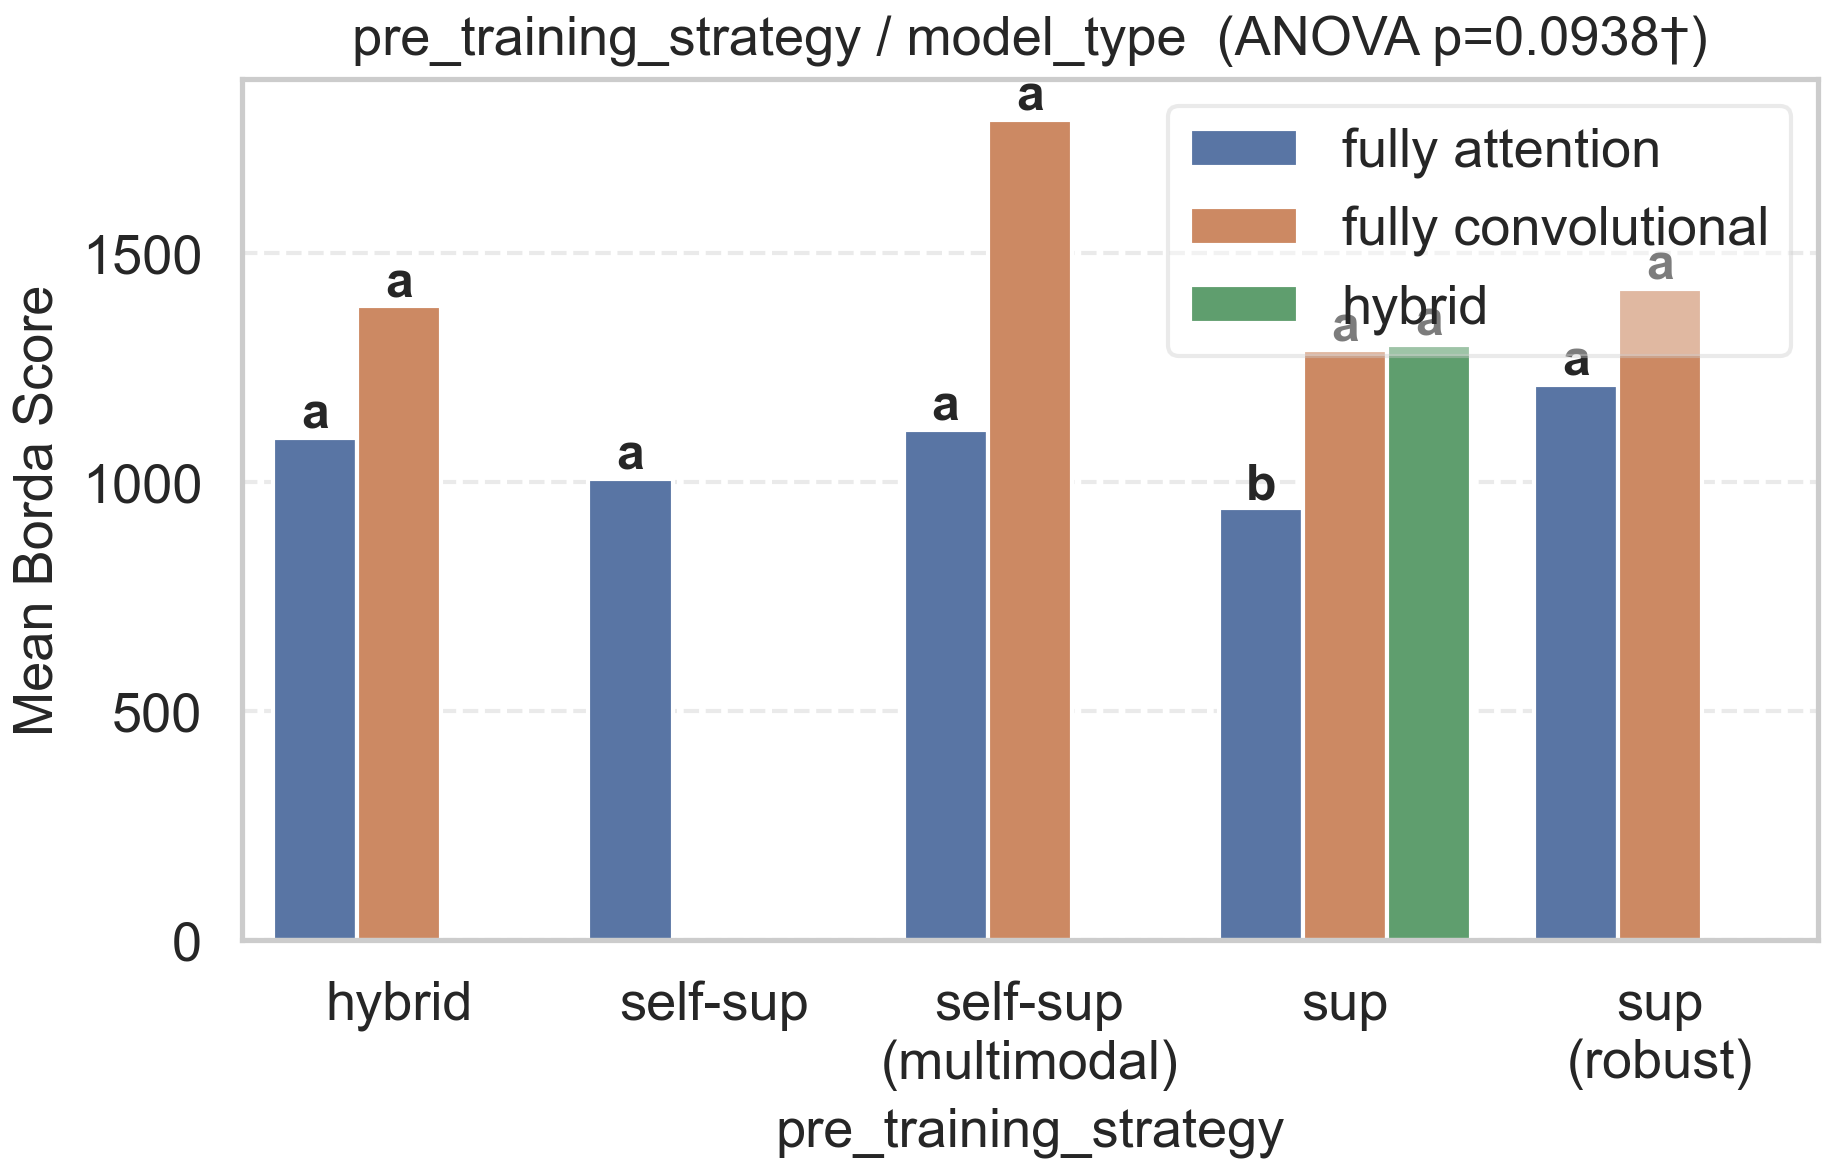 pre_training_strategy / model_type (ANOVA p=0.0938†)
fully attention
fully convolutional
hybrid
Mean Borda Score
1500
1000
500
0
a
a
a
a
a
b
a
a
a
a
hybrid
self-sup
self-sup
(multimodal)
sup
sup
(robust)
pre_training_strategy